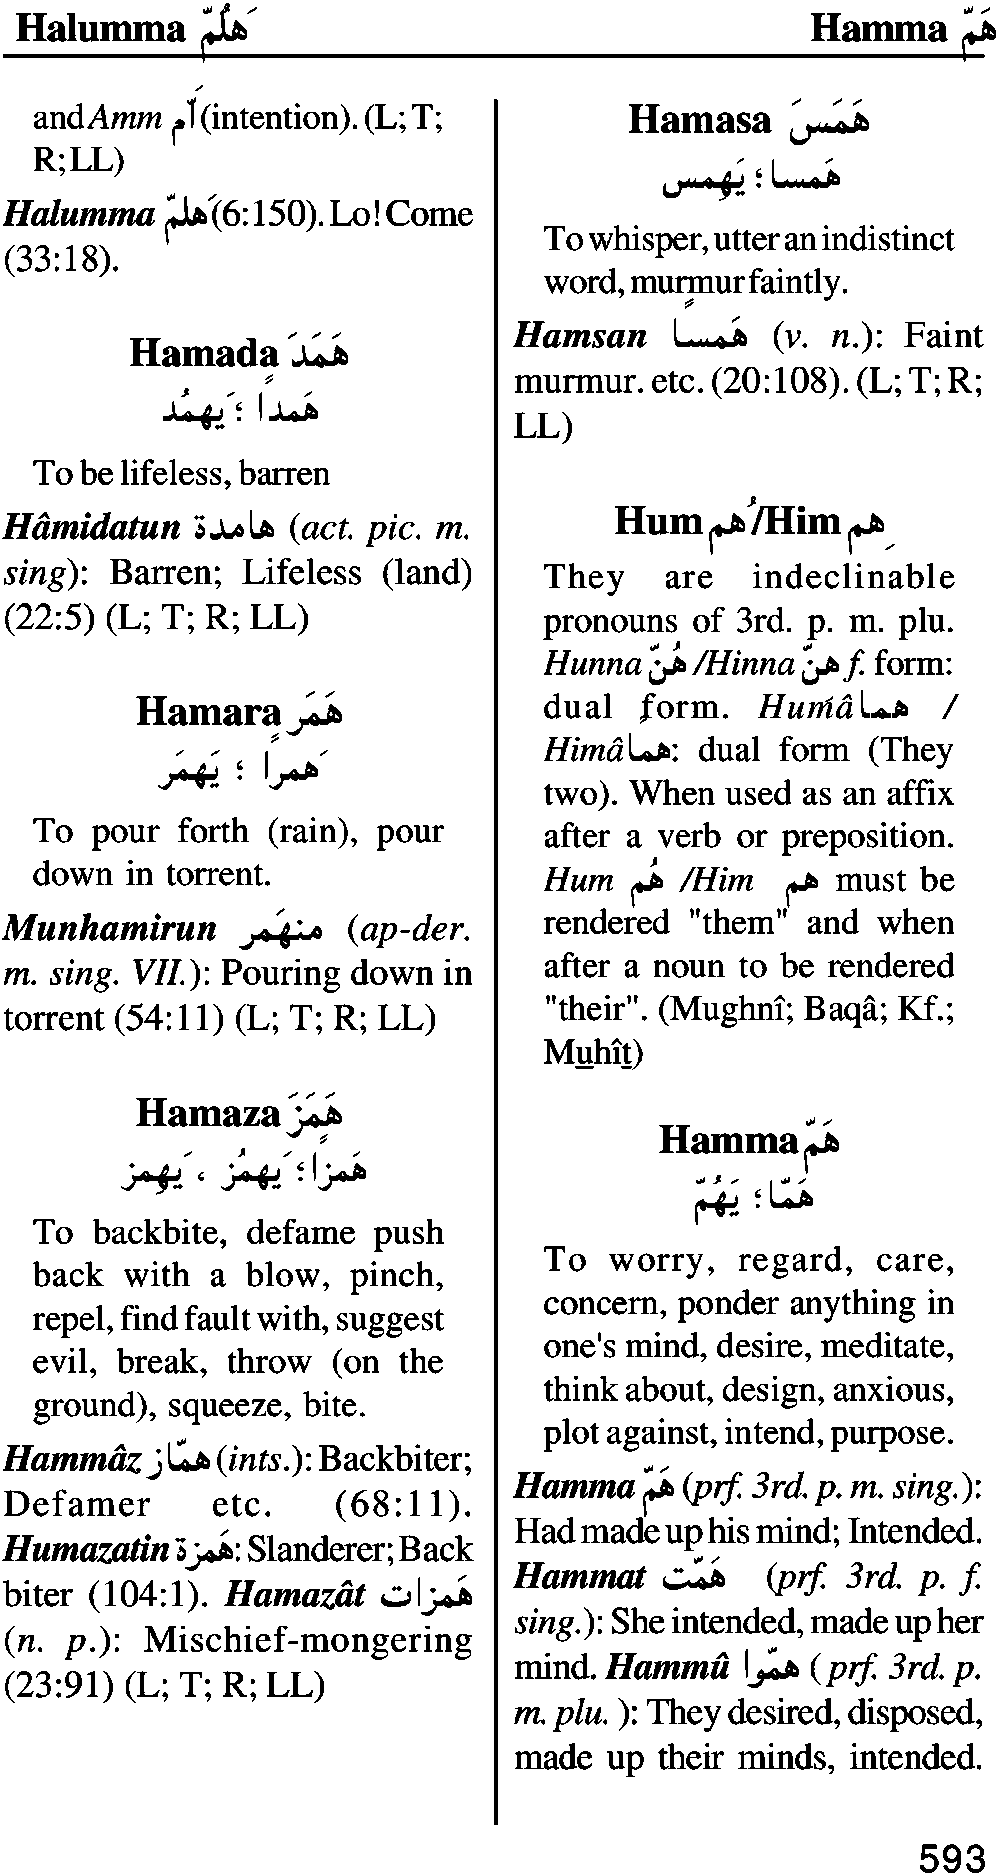 Halumma هَلُمّ
Hamma هَمّ
and Amm اَمّ (intention). (L; T;
R; LL)
Halumma هَلمّ (6:150). Lo! Come
(33:18).
Hamada هَمَدَ
هَمداً ؛ يَهمُد
To be lifeless, barren
Hâmidatun هامدة (act. pic. m.
sing): Barren; Lifeless (land)
(22:5) (L; T; R; LL)
Hamara هَمَر
هَمراً ؛ يَهمَر
To pour forth (rain), pour
down in torrent.
Munhamirun منهَمر (ap-der.
m. sing. VII.): Pouring down in
torrent (54:11) (L; T; R; LL)
Hamaza هَمَزَ
هَمزاً؛ يَهمُز ، يَهمِز
To backbite, defame push
back with a blow, pinch,
repel, find fault with, suggest
evil, break, throw (on the
ground), squeeze, bite.
Hammâz همّاز (ints.): Backbiter;
Defamer etc. (68:11).
Humazatin هُمَزة: Slanderer; Back
biter (104:1). Hamazât هَمزات
(n. p.): Mischief-mongering
(23:91) (L; T; R; LL)
Hamasa هَمَسَ
هَمسا ؛ يَهمِس
To whisper, utter an indistinct
word, murmur faintly.
Hamsan هَمساً (v. n.): Faint
murmur. etc. (20:108). (L; T; R;
LL)
Hum هُم /Him هِم
They are indeclinable
pronouns of 3rd. p. m. plu.
Hunna هُنّ /Hinna هنّ f. form:
dual form. Humâ هُما /
Himâ هما: dual form (They
two). When used as an affix
after a verb or preposition.
Hum هُم /Him هم must be
rendered "them" and when
after a noun to be rendered
"their". (Mughnî; Baqâ; Kf.;
Muhît)
Hamma هَمّ
هَمّا؛ يَهُمّ
To worry, regard, care,
concern, ponder anything in
one's mind, desire, meditate,
think about, design, anxious,
plot against, intend, purpose.
Hamma هَمّ (prf. 3rd. p. m. sing.):
Had made up his mind; Intended.
Hammat هَمّت (prf. 3rd. p. f.
sing.): She intended, made up her
mind. Hammû همّوا (prf. 3rd. p.
m. plu. ): They desired, disposed,
made up their minds, intended.
593